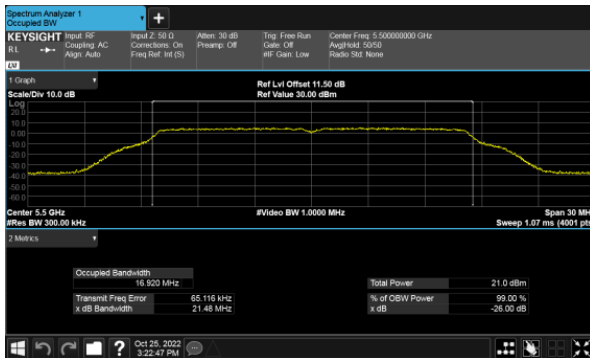 Spectrum Analyzer 1
Occupied BW
KEYSIGHT
RL
Input: RF
Coupling: AC
Align: Auto
Input Z: 50 Ω
Corrections: On
Freq Ref: Int (S)
Atten: 30 dB
Preamp: Off
Trig: Free Run
Gate: Off
#IF Gain: Low
Center Freq: 5.500000000 GHz
Avg|Hold: 50/50
Radio Std: None
1 Graph
Scale/Div 10.0 dB
Ref Lvl Offset 11.50 dB
Ref Value 30.00 dBm
Log
20.0
10.0
0.00
-10.0
-20.0
-30.0
-40.0
-50.0
-60.0
Center 5.5 GHz
#Res BW 300.00 kHz
#Video BW 1.0000 MHz
Span 30 MH
Sweep 1.07 ms (4001 pts
2 Metrics
Occupied Bandwidth
16.920 MHz
Transmit Freq Error 65.116 kHz
x dB Bandwidth 21.48 MHz
Total Power 21.0 dBm
% of OBW Power 99.00 %
x dB -26.00 dB
Oct 25, 2022
3:22:47 PM